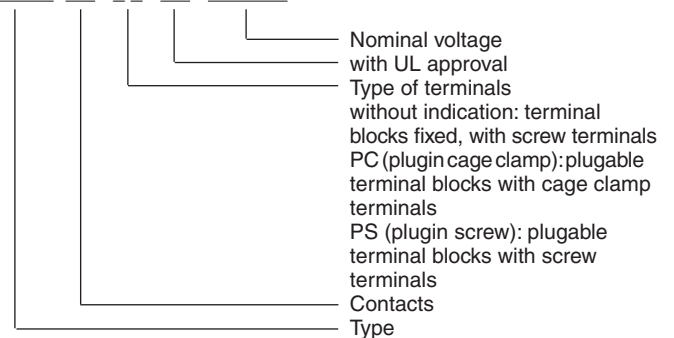 Nominal voltage
with UL approval
Type of terminals
without indication: terminal
blocks fixed, with screw terminals
PC (plugin cage clamp): plugable
terminal blocks with cage clamp
terminals
PS (plugin screw): plugable
terminal blocks with screw
terminals
Contacts
Type